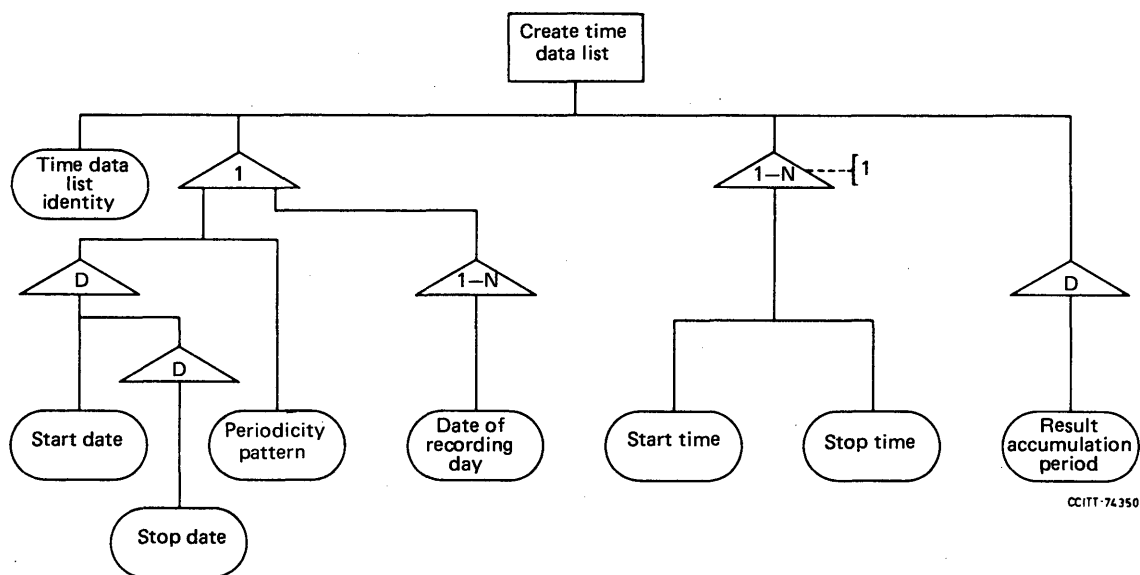 Create time
data list
Time data
list
identity
1
1–N
1
D
1–N
D
D
Start date
Periodicity
pattern
Date of
recording
day
Start time
Stop time
Result
accumulation
period
CCITT-74350
Stop date